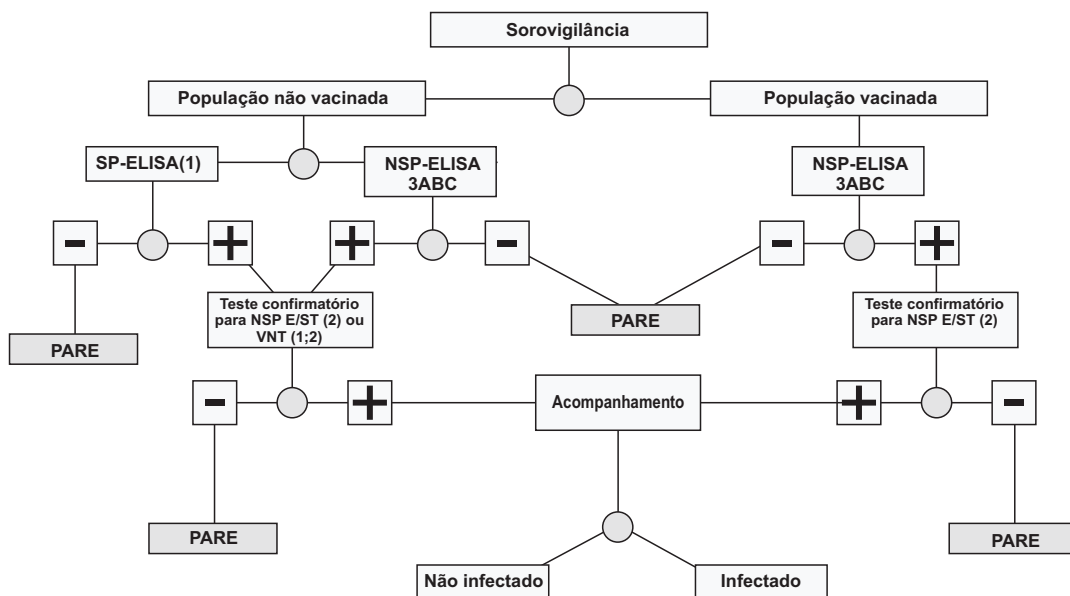 Sorovigilância
População não vacinada
População vacinada
SP-ELISA(1)
NSP-ELISA
3ABC
NSP-ELISA
3ABC
-
+
+
-
-
+
Teste confirmatório
para NSP E/ST (2) ou
VNT (1;2)
PARE
Teste confirmatório
para NSP E/ST (2)
PARE
-
+
Acompanhamento
+
-
PARE
PARE
Não infectado
Infectado